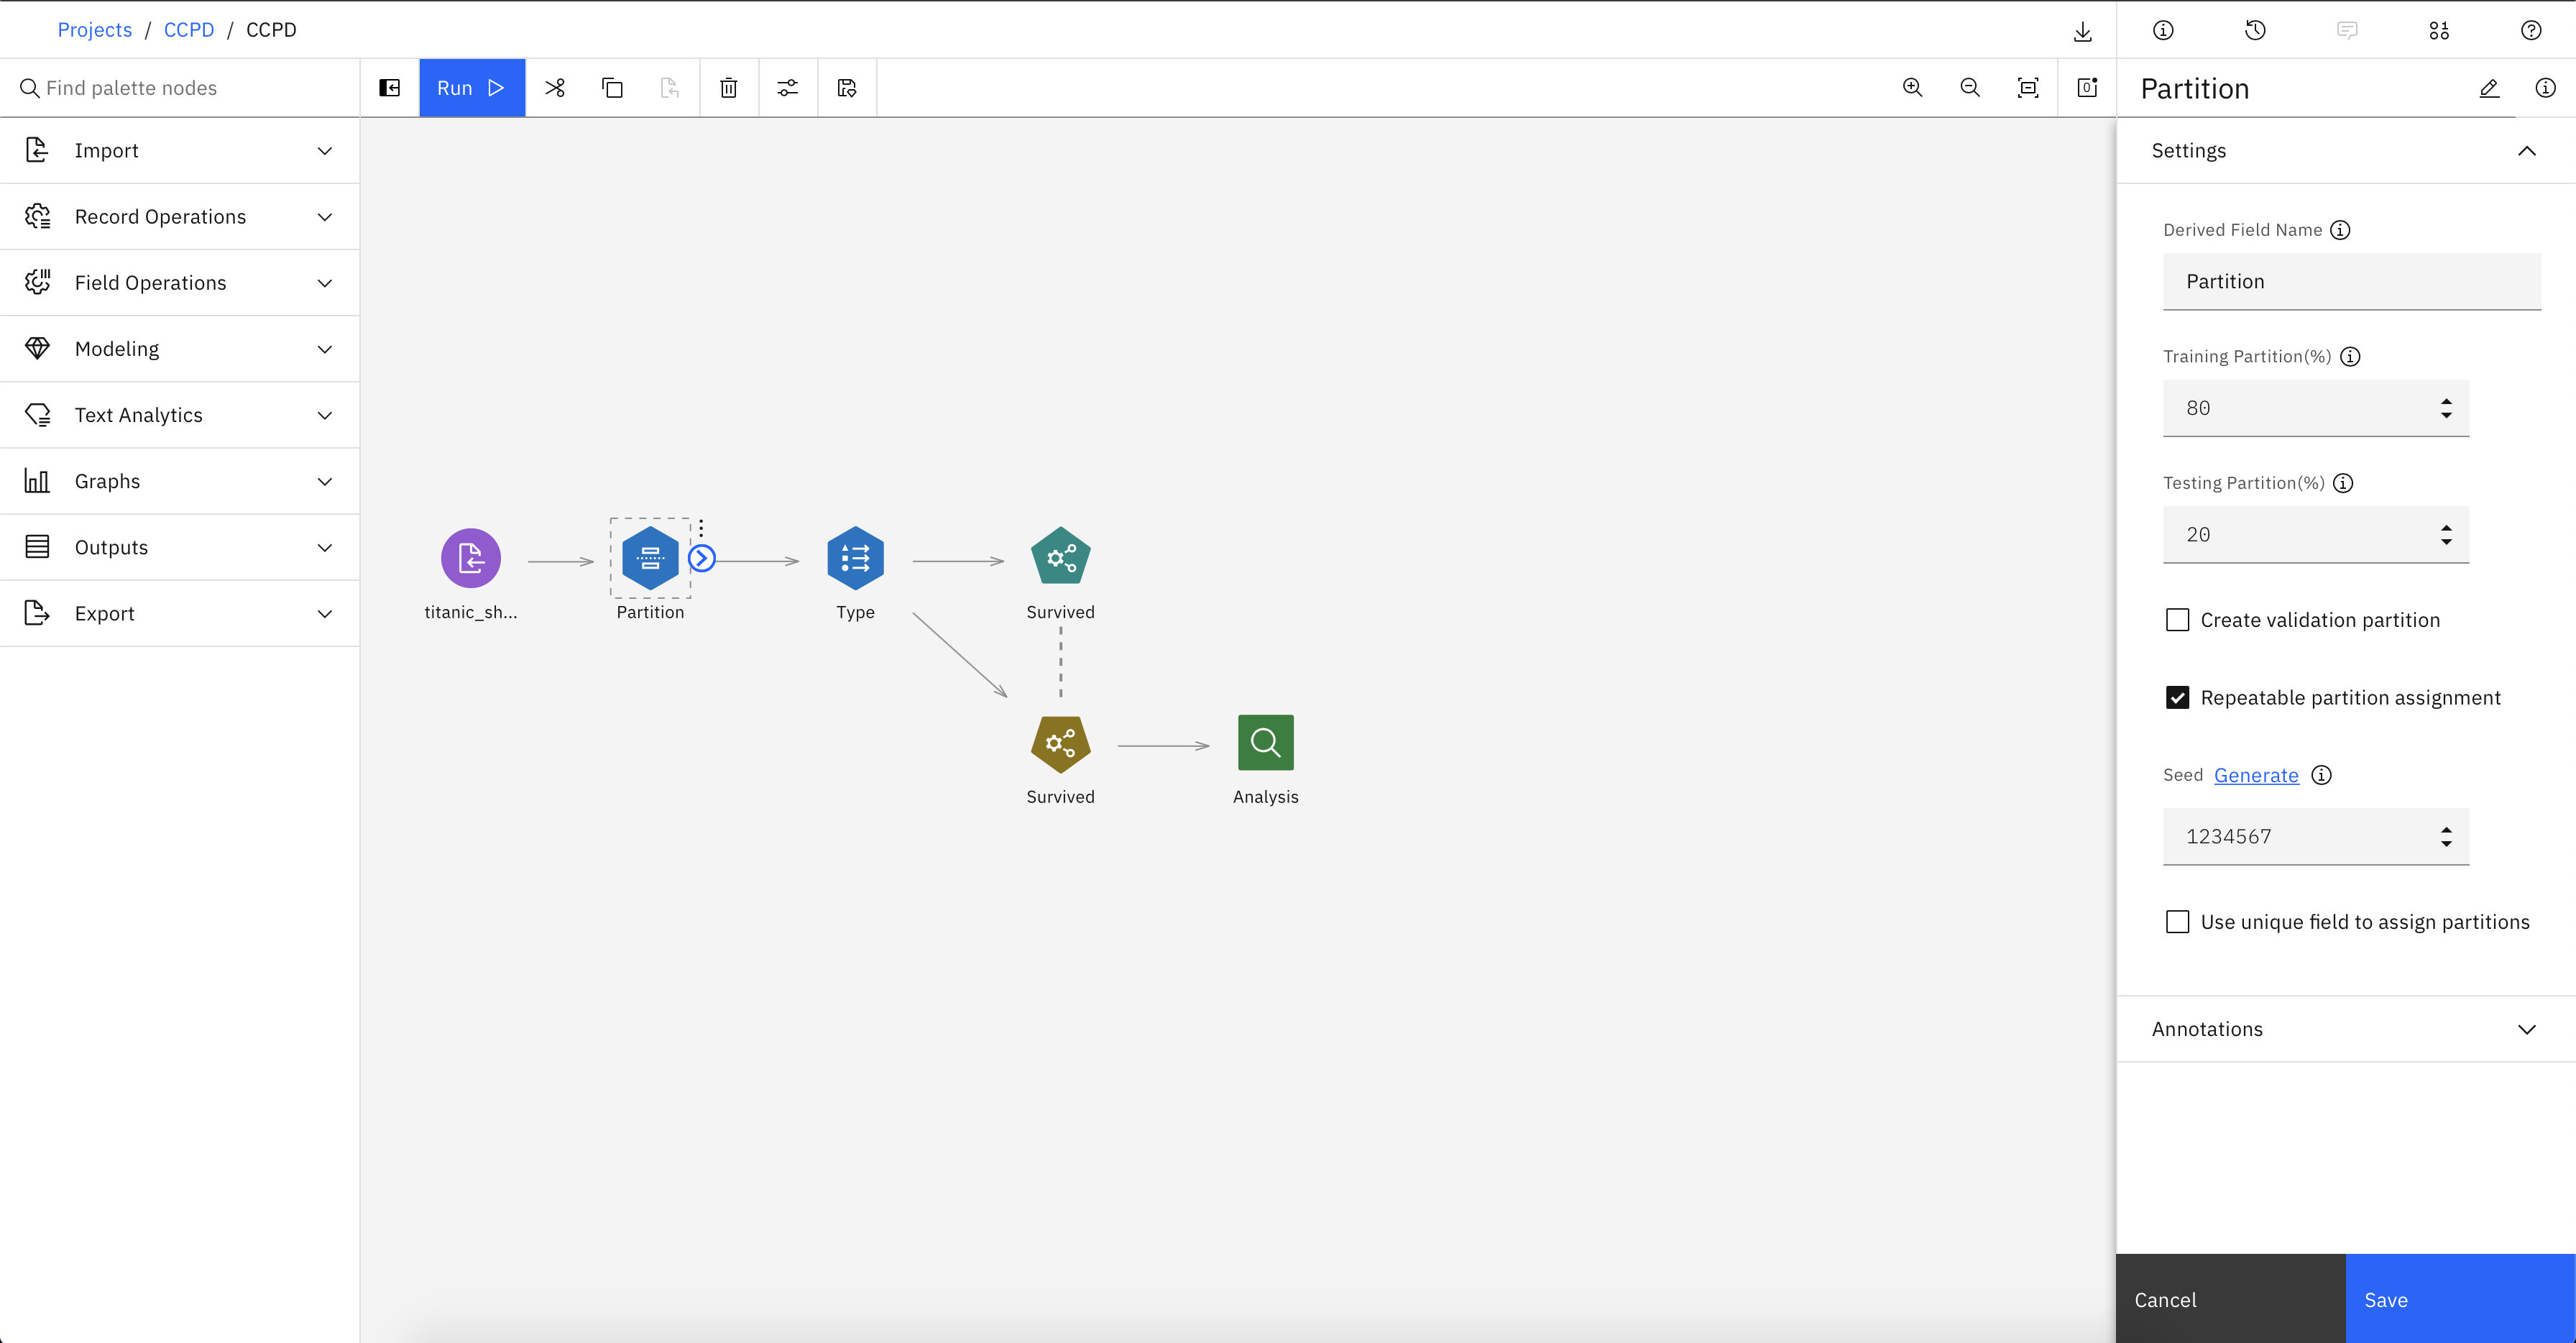 Projects / CCPD / CCPD
Find palette nodes
Run
Partition
Import
Record Operations
Field Operations
Modeling
Text Analytics
Graphs
Outputs
Export
titanic_sh...
Partition
Type
Survived
Survived
Analysis
Settings
Derived Field Name
Partition
Training Partition(%)
80
Testing Partition(%)
20
Create validation partition
Repeatable partition assignment
Seed Generate
1234567
Use unique field to assign partitions
Annotations
Cancel
Save